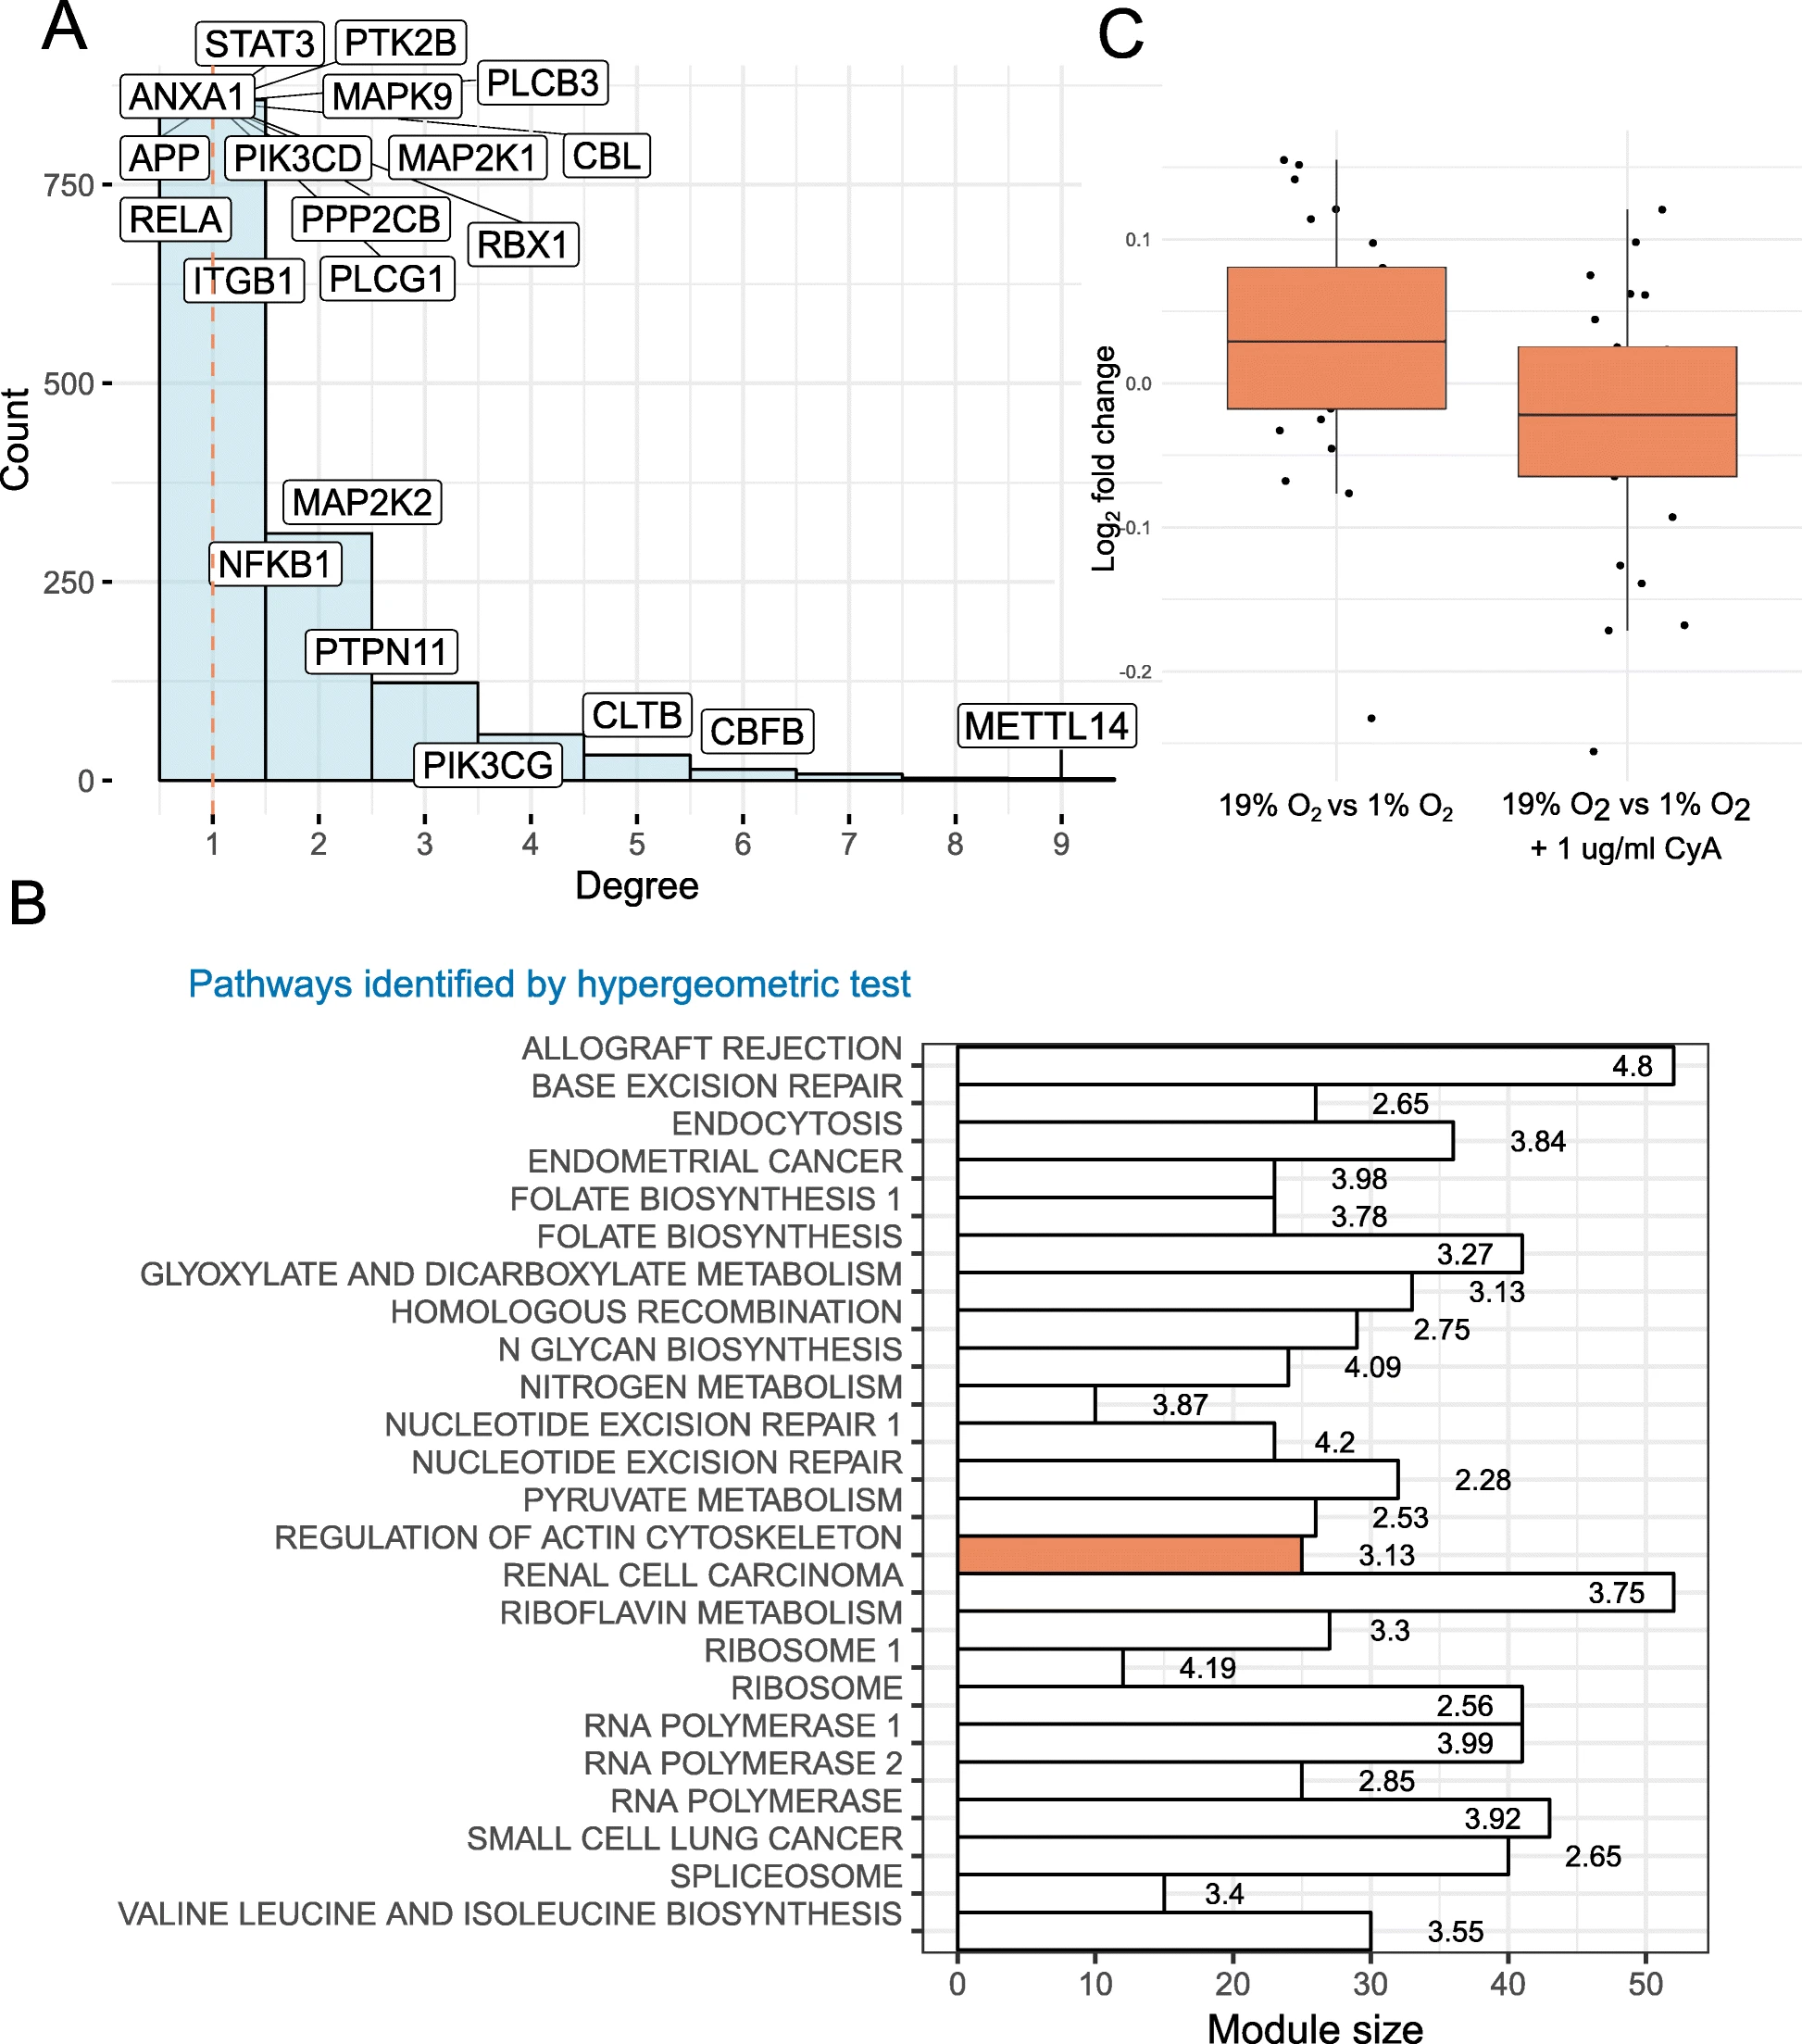 A
STAT3
PTK2B
ANXA1
MAPK9
PLCB3
APP
PIK3CD
MAP2K1
CBL
RELA
PPP2CB
RBX1
ITGB1
PLCG1
MAP2K2
NFKB1
PTPN11
CLTB
CBFB
METTL14
PIK3CG
Count
750
500
250
0
1 2 3 4 5 6 7 8 9
Degree
C
Log2 fold change
0.1
0.0
-0.1
-0.2
19% O2 vs 1% O2
19% O2 vs 1% O2
+ 1 ug/ml CyA
B
Pathways identified by hypergeometric test
ALLOGRAFT REJECTION 4.8
BASE EXCISION REPAIR 2.65
ENDOCYTOSIS 3.84
ENDOMETRIAL CANCER 3.98
FOLATE BIOSYNTHESIS 1 3.78
FOLATE BIOSYNTHESIS 3.27
GLYOXYLATE AND DICARBOXYLATE METABOLISM 3.13
HOMOLOGOUS RECOMBINATION 2.75
N GLYCAN BIOSYNTHESIS 4.09
NITROGEN METABOLISM 3.87
NUCLEOTIDE EXCISION REPAIR 1 4.2
NUCLEOTIDE EXCISION REPAIR 2.28
PYRUVATE METABOLISM 2.53
REGULATION OF ACTIN CYTOSKELETON 3.13
RENAL CELL CARCINOMA 3.75
RIBOFLAVIN METABOLISM 3.3
RIBOSOME 1 4.19
RIBOSOME 2.56
RNA POLYMERASE 1 3.99
RNA POLYMERASE 2 2.85
RNA POLYMERASE 3.92
SMALL CELL LUNG CANCER 2.65
SPLICEOSOME 3.4
VALINE LEUCINE AND ISOLEUCINE BIOSYNTHESIS 3.55
0 10 20 30 40 50
Module size